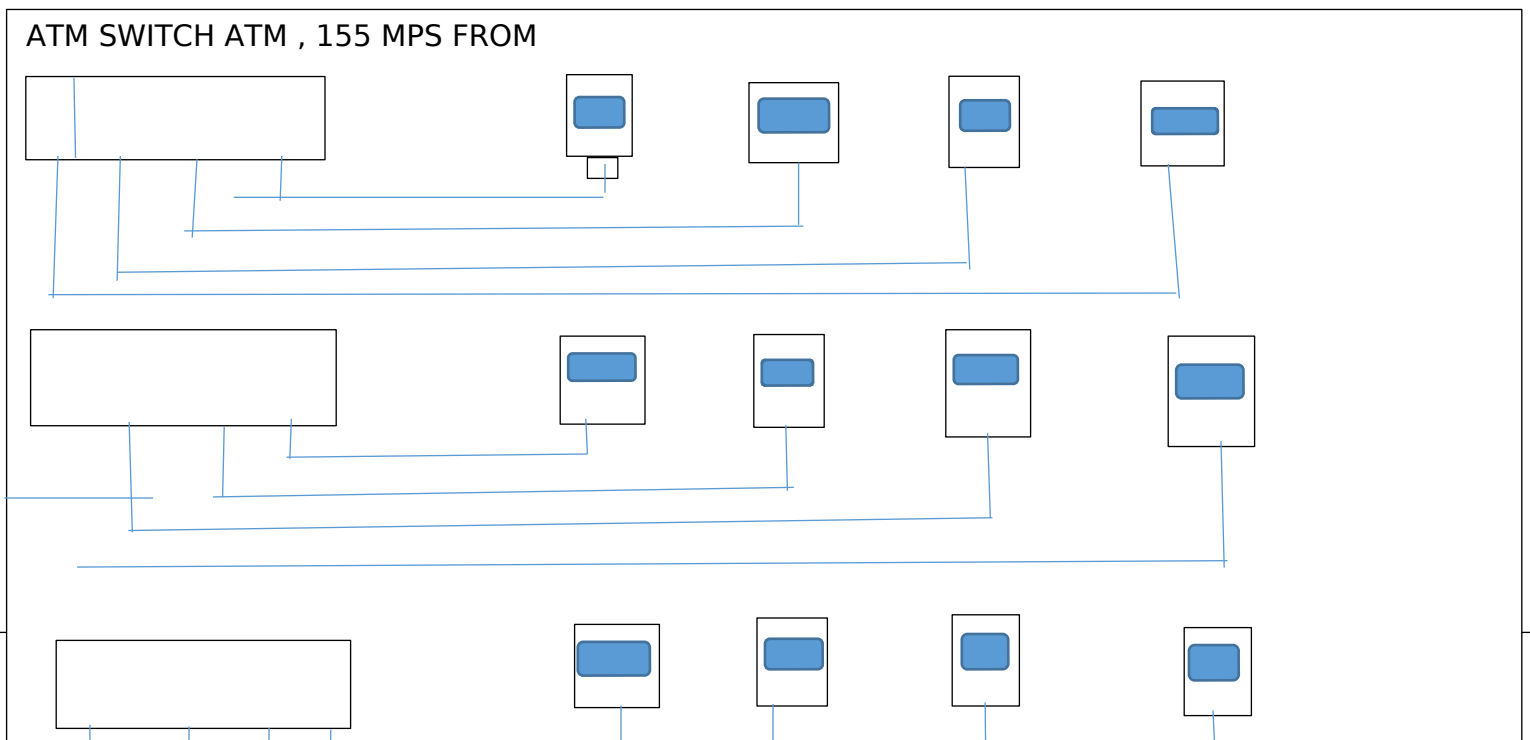 ATM SWITCH ATM , 155 MPS FROM